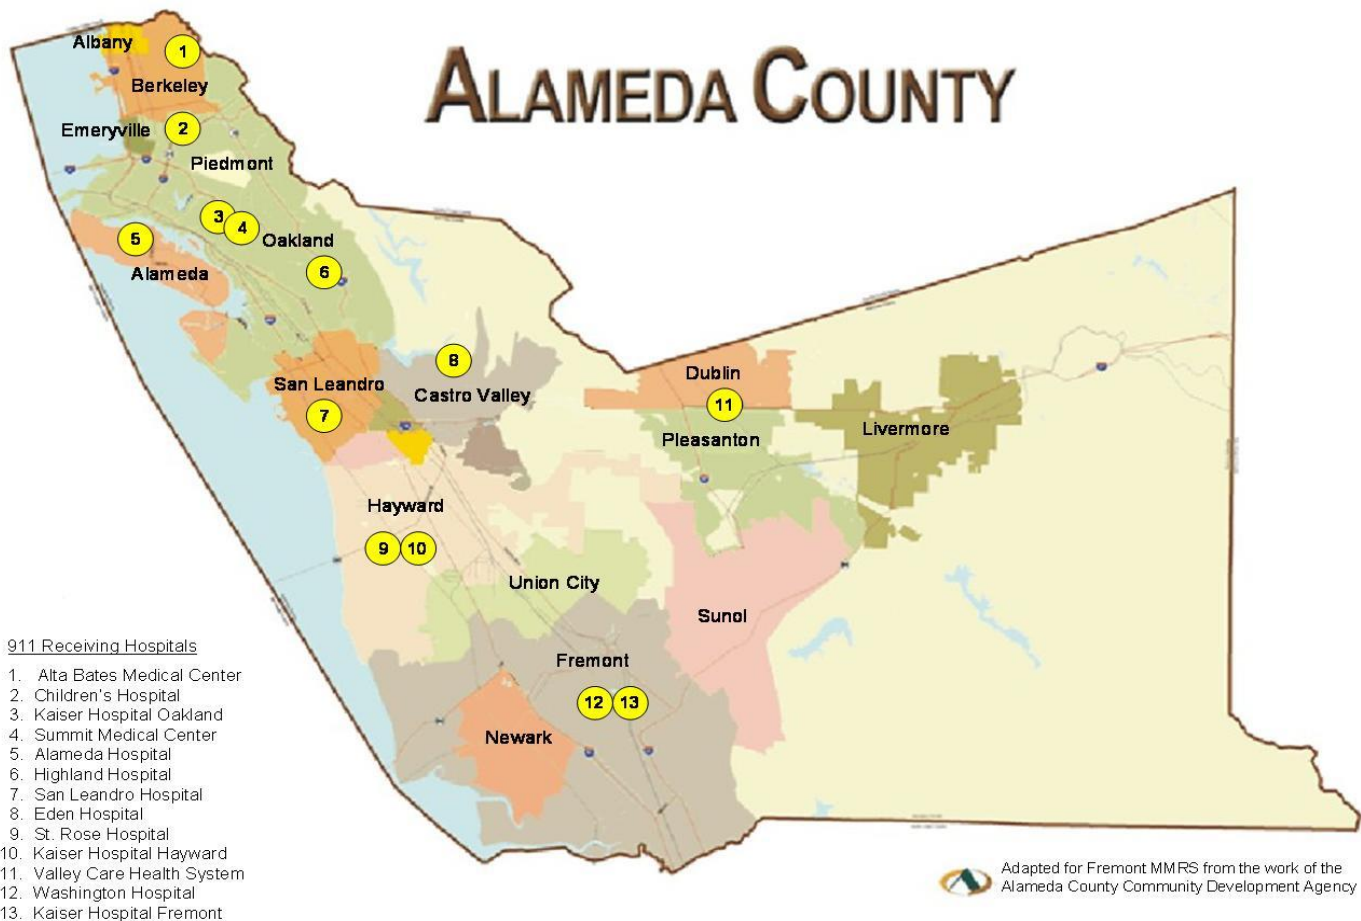 ALAMEDA COUNTY
Albany
1
Berkeley
Emeryville
2
Piedmont
3
4
5
Oakland
Alameda
6
8
San Leandro
Castro Valley
7
Dublin
11
Pleasanton
Livermore
Hayward
9
10
Union City
Sunol
Fremont
12
13
Newark
911 Receiving Hospitals
1. Alta Bates Medical Center
2. Children's Hospital
3. Kaiser Hospital Oakland
4. Summit Medical Center
5. Alameda Hospital
6. Highland Hospital
7. San Leandro Hospital
8. Eden Hospital
9. St. Rose Hospital
10. Kaiser Hospital Hayward
11. Valley Care Health System
12. Washington Hospital
13. Kaiser Hospital Fremont
Adapted for Fremont MMRS from the work of the
Alameda County Community Development Agency